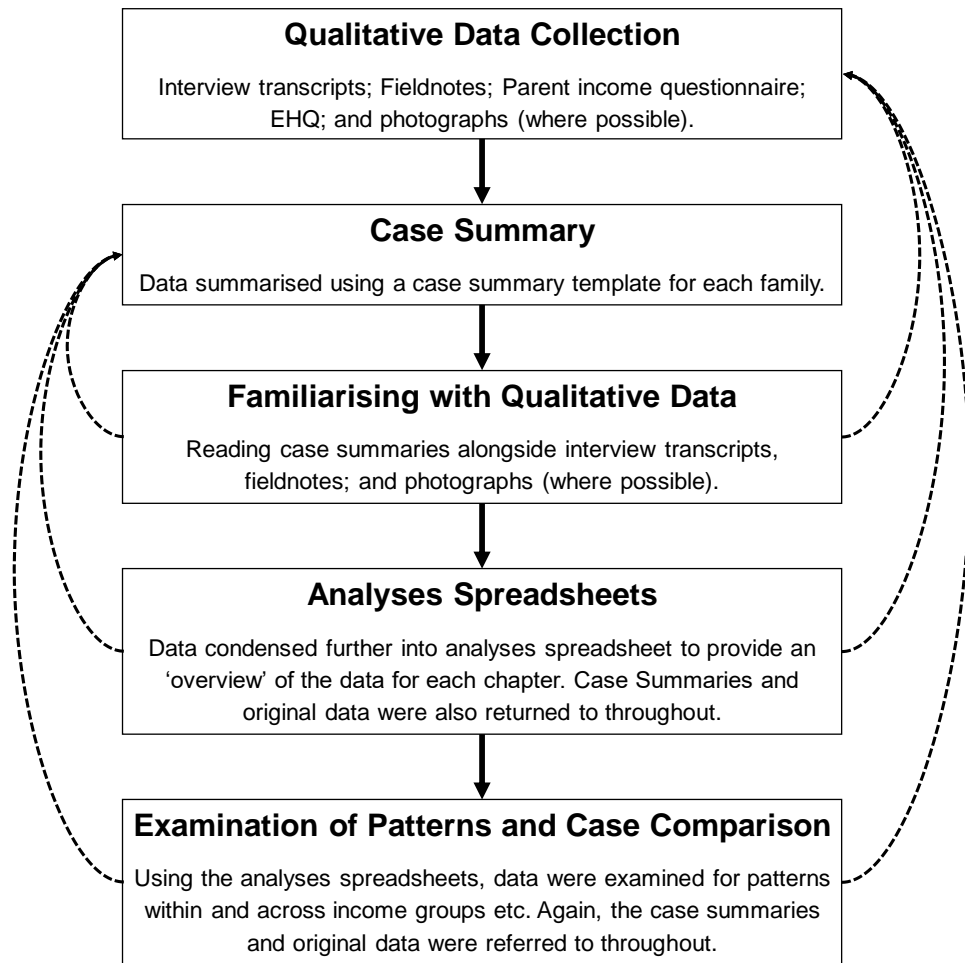 Qualitative Data Collection
Interview transcripts; Fieldnotes; Parent income questionnaire;
EHQ; and photographs (where possible).
Case Summary
Data summarised using a case summary template for each family.
Familiarising with Qualitative Data
Reading case summaries alongside interview transcripts,
fieldnotes; and photographs (where possible).
Analyses Spreadsheets
Data condensed further into analyses spreadsheet to provide an
‘overview’ of the data for each chapter. Case Summaries and
original data were also returned to throughout.
Examination of Patterns and Case Comparison
Using the analyses spreadsheets, data were examined for patterns
within and across income groups etc. Again, the case summaries
and original data were referred to throughout.